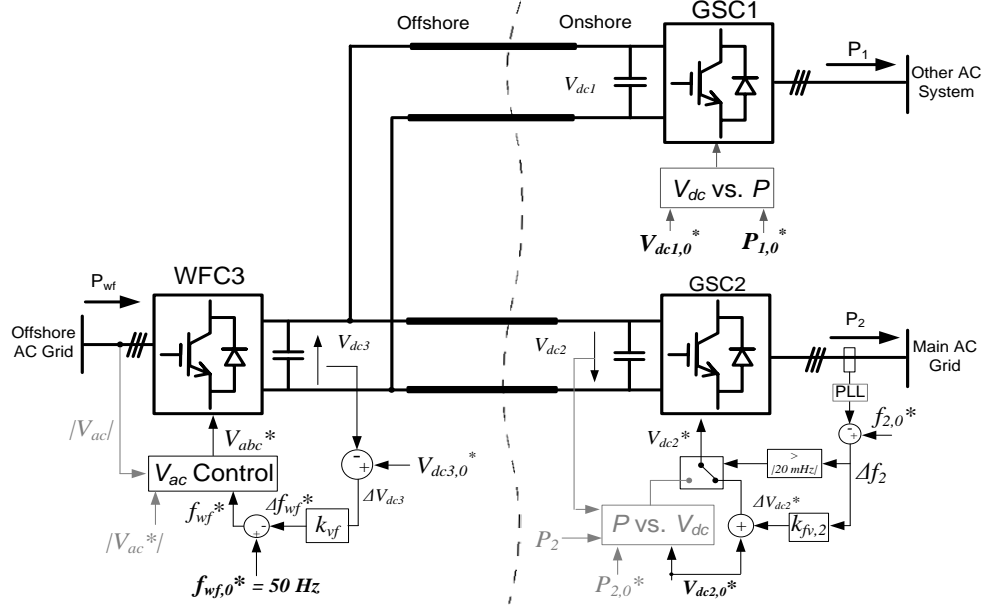 Offshore
Onshore
GSC1
P1
Other AC
System
Vdc1
Vdc vs. P
Vdc1,0*
P1,0*
WFC3
GSC2
Pwf
P2
Offshore
AC Grid
Vdc3
Vdc2
Main AC
Grid
PLL
|Vac|
Vabc*
Vdc2*
f2,0*
-
+
Vac Control
-
+
Vdc3,0*
>
|20 mHz|
Δf2
fwf*
Δfwf*
ΔVdc3
ΔVdc2*
kvf
P vs. Vdc
+
kfv,2
|Vac*|
+
-
P2
fwf,0* = 50 Hz
P2,0*
Vdc2,0*